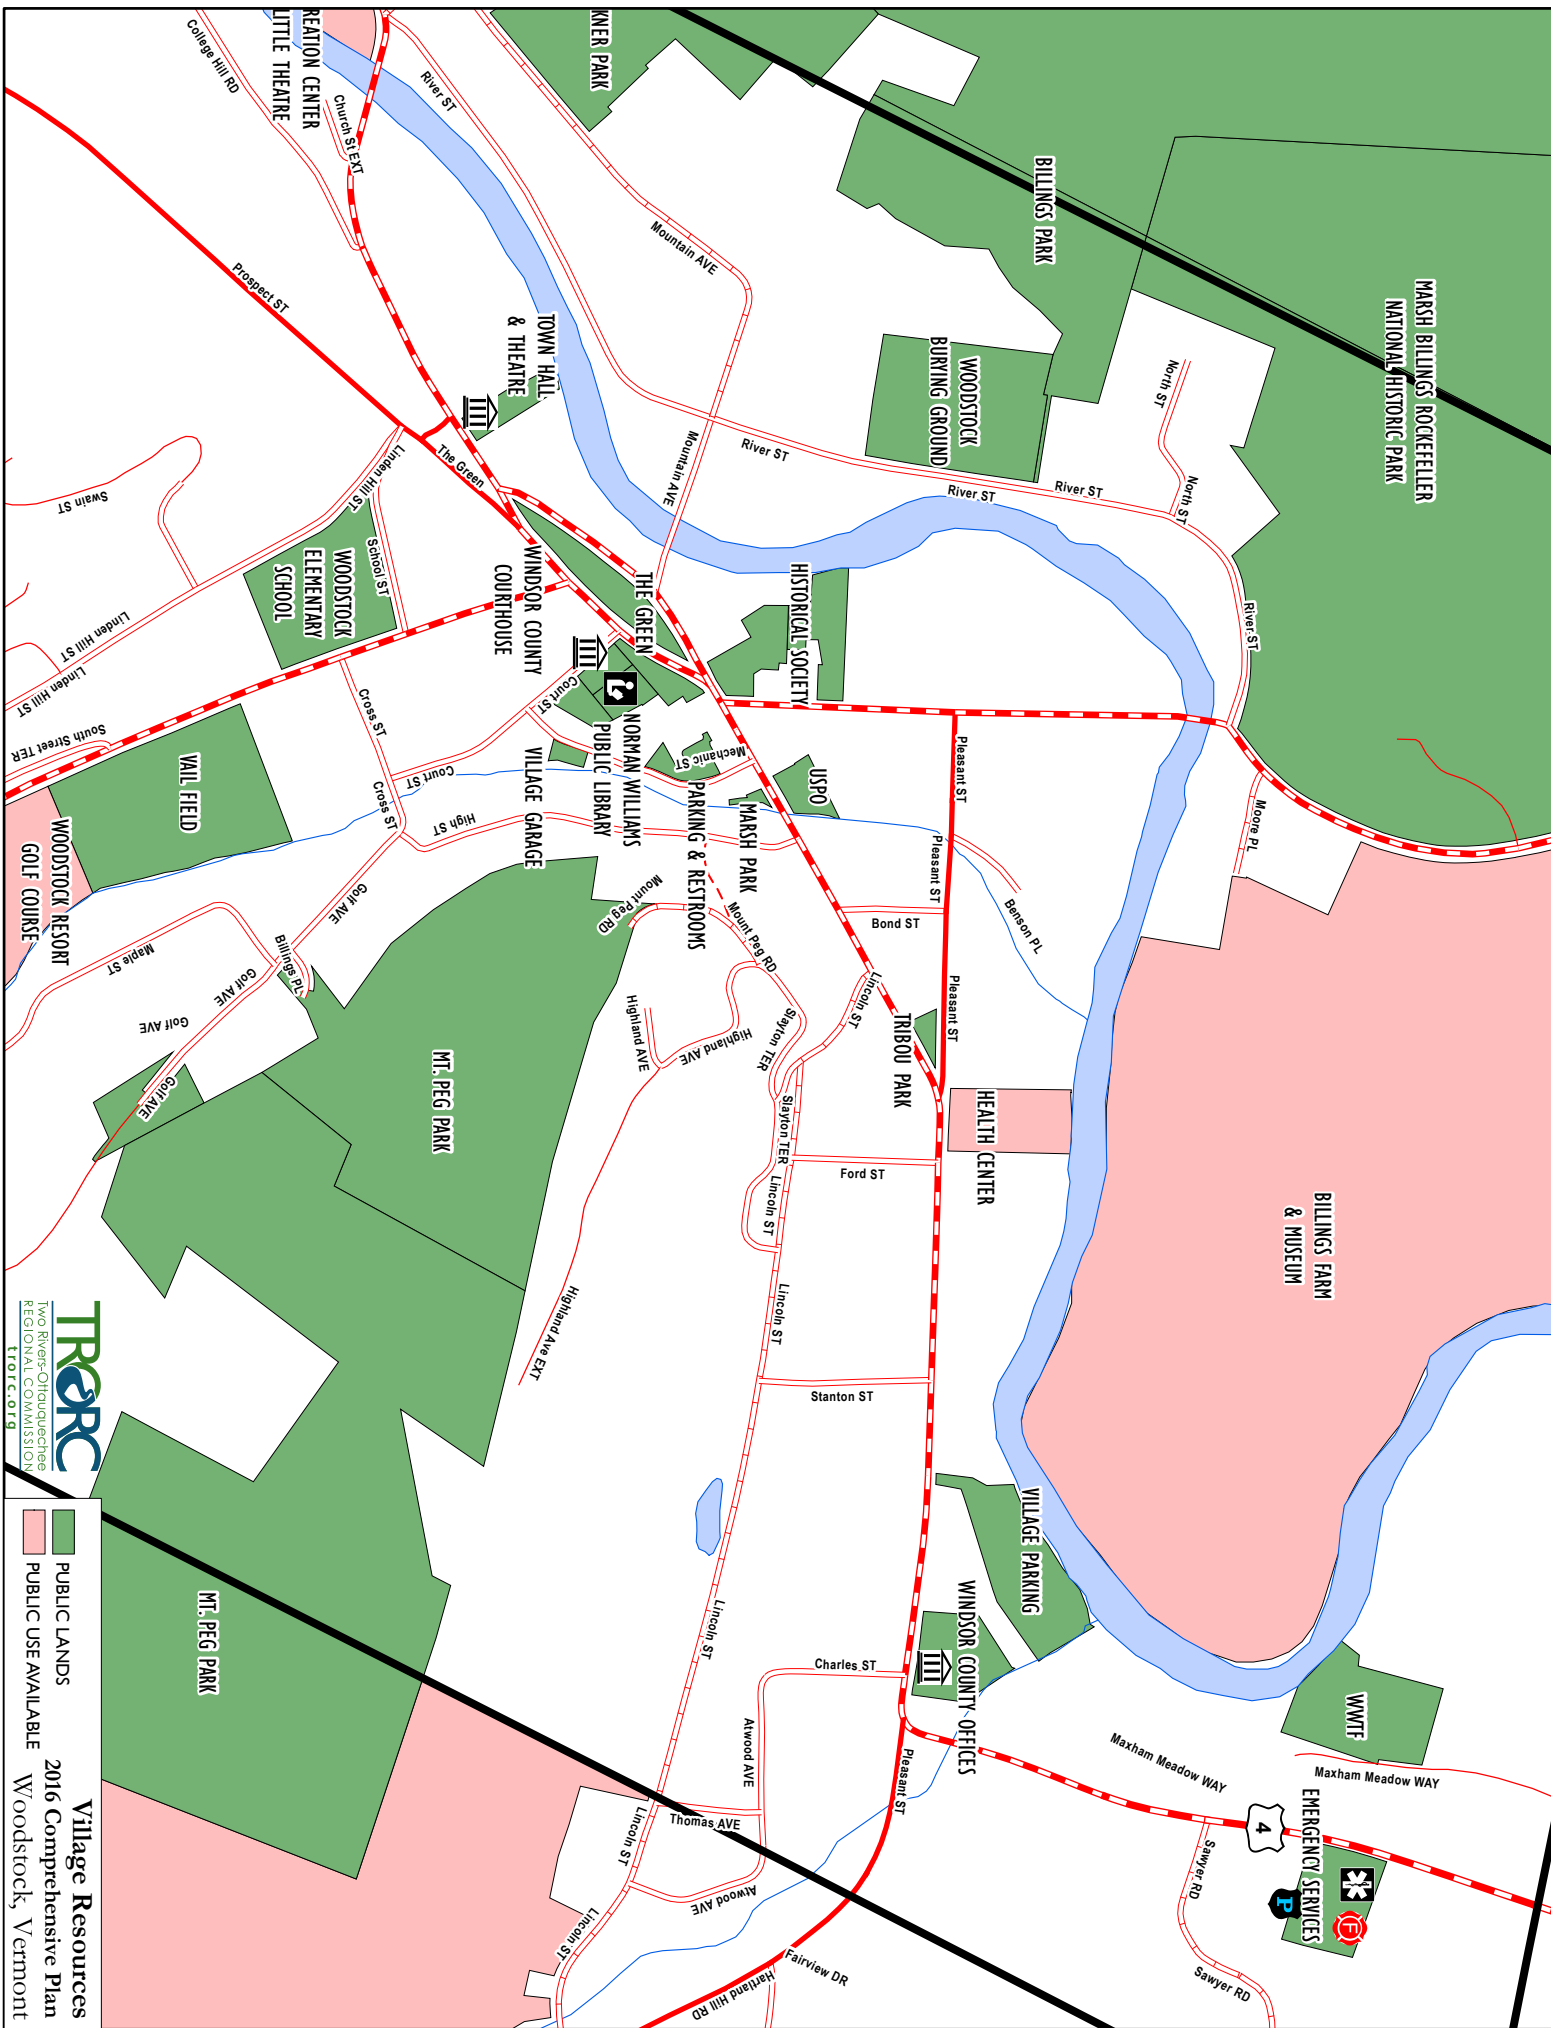 MARSH BILLINGS ROCKEFELLER
NATIONAL HISTORIC PARK
BILLINGS PARK
KNER PARK
WOODSTOCK
BURYING GROUND
North ST
North ST
River ST
River ST
River ST
River ST
River ST
Mountain AVE
Mountain AVE
College Hill RD
REATION CENTER
LITTLE THEATRE
Church St EXT
Prospect ST
TOWN HALL
& THEATRE
The Green
Linden Hill ST
Swain ST
School ST
WOODSTOCK
ELEMENTARY
SCHOOL
Linden Hill ST
Linden Hill ST
South Street TER
WINDSOR COUNTY
COURTHOUSE
THE GREEN
HISTORICAL SOCIETY
Court ST
NORMAN WILLIAMS
PUBLIC LIBRARY
VILLAGE GARAGE
Mechanic ST
PARKING & RESTROOMS
MARSH PARK
USPO
Cross ST
Cross ST
Court ST
High ST
VAIL FIELD
WOODSTOCK RESORT
GOLF COURSE
Golf AVE
Golf AVE
Golf AVE
Golf AVE
Maple ST
Billings PL
Mount Peg RD
Mount Peg RD
Highland AVE
Highland AVE
Highland Ave EXT
Slayton TER
Slayton TER
Lincoln ST
Lincoln ST
Lincoln ST
Lincoln ST
Lincoln ST
Lincoln ST
Pleasant ST
Pleasant ST
Pleasant ST
Pleasant ST
Benson PL
Moore PL
Bond ST
TRIBOU PARK
HEALTH CENTER
Ford ST
Stanton ST
BILLINGS FARM
& MUSEUM
MT. PEG PARK
MT. PEG PARK
VILLAGE PARKING
WINDSOR COUNTY OFFICES
Charles ST
Atwood AVE
Atwood AVE
Thomas AVE
WWTF
Maxham Meadow WAY
Maxham Meadow WAY
4
EMERGENCY SERVICES
P
F
Sawyer RD
Sawyer RD
Fairview DR
Hartland Hill RD
TRORC
Two Rivers-Ottauquechee
REGIONAL COMMISSION
trorc.org
PUBLIC LANDS
PUBLIC USE AVAILABLE
Village Resources
2016 Comprehensive Plan
Woodstock, Vermont